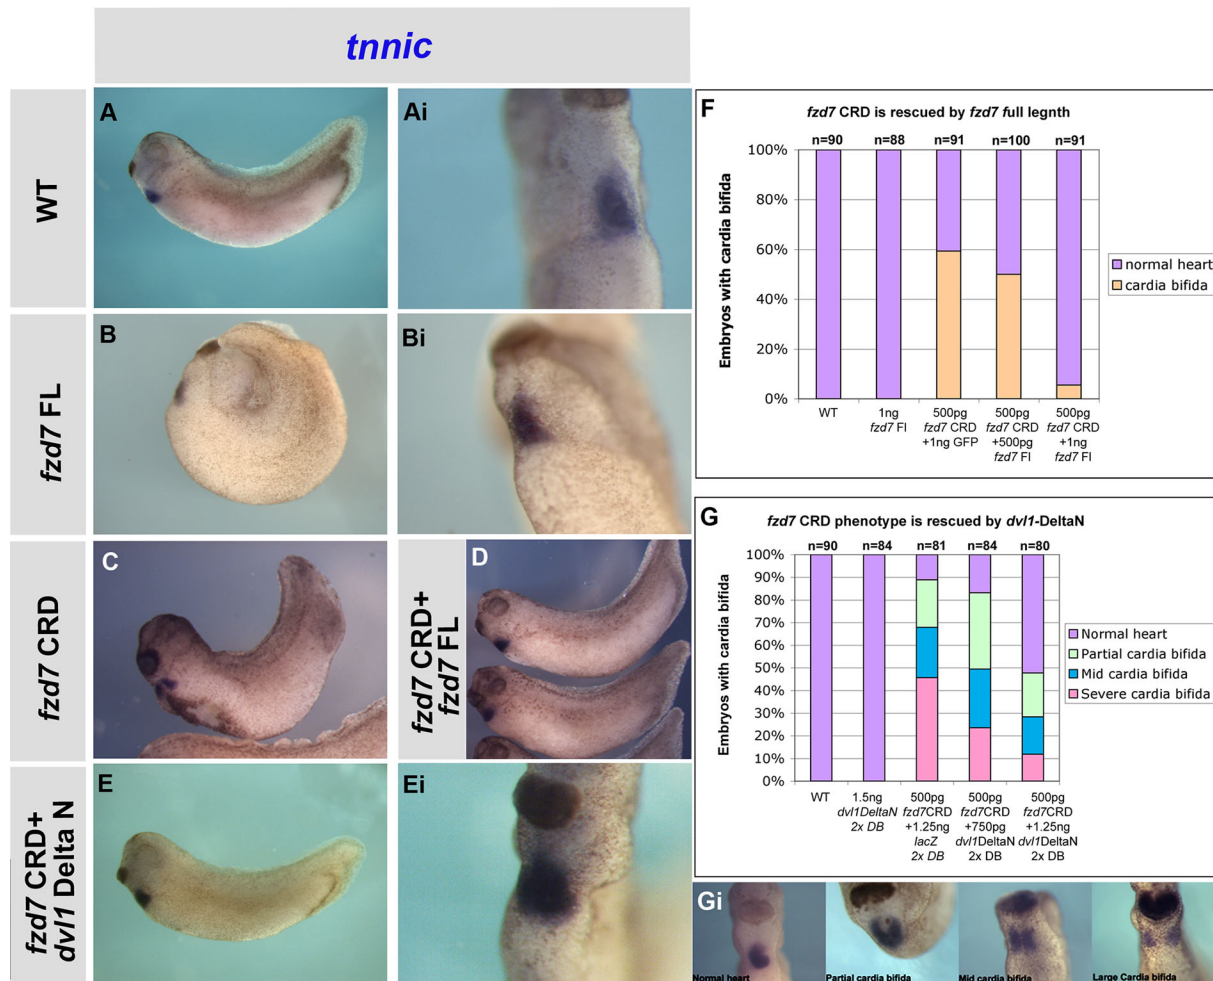 tnnic
WT
fzd7 FL
fzd7 CRD
fzd7 CRD+
fzd7 FL
fzd7 CRD+
dvl1 Delta N
A
Ai
B
Bi
C
D
E
Ei
F
fzd7 CRD is rescued by fzd7 full legnth
n=90
n=88
n=91
n=100
n=91
Embryos with cardia bifida
100%
80%
60%
40%
20%
0%
WT
1ng
fzd7 Fl
500pg
fzd7 CRD
+1ng GFP
500pg
fzd7 CRD
+500pg
fzd7 Fl
500pg
fzd7 CRD
+1ng
fzd7 Fl
normal heart
cardia bifida
G
fzd7 CRD phenotype is rescued by dvl1-DeltaN
n=90
n=84
n=81
n=84
n=80
Embryos with cardia bifida
100%
90%
80%
70%
60%
50%
40%
30%
20%
10%
0%
WT
1.5ng
dvl1DeltaN
2x DB
500pg
fzd7CRD
+1.25ng
lacZ
2x DB
500pg
fzd7CRD
+750pg
dvl1DeltaN
2x DB
500pg
fzd7CRD
+1.25ng
dvl1DeltaN
2x DB
Normal heart
Partial cardia bifida
Mid cardia bifida
Severe cardia bifida
Gi
Normal heart
Partial cardia bifida
Mid cardia bifida
Large Cardia bifida